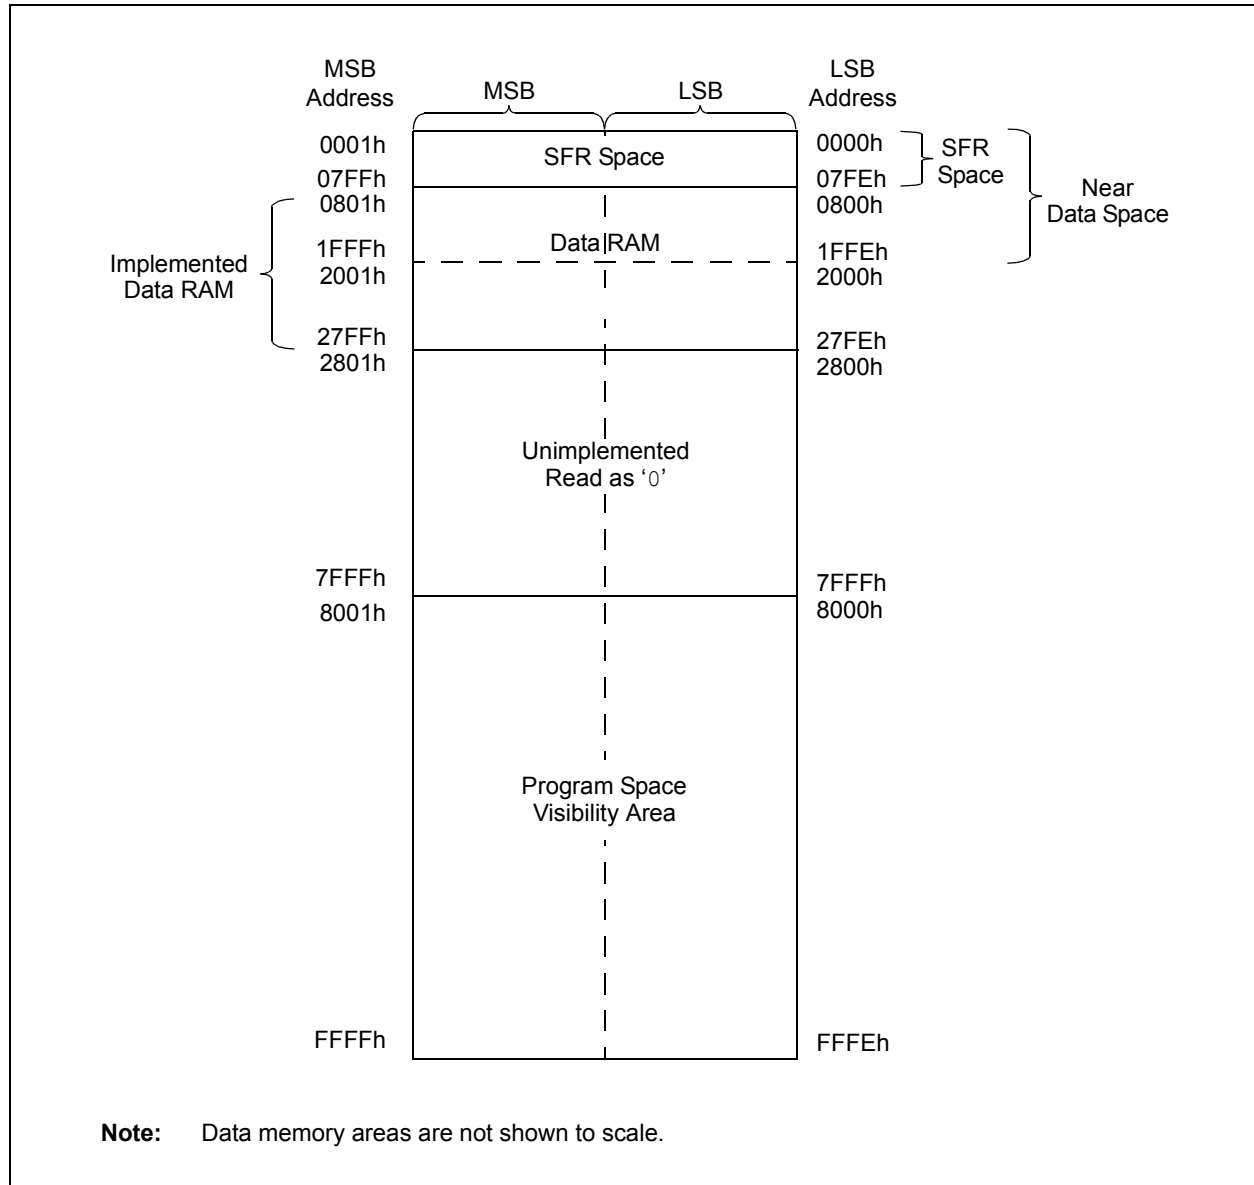 MSB
Address
MSB
LSB
LSB
Address
0001h
SFR Space
0000h
SFR
Space
07FFh
07FEh
0801h
0800h
Near
Data Space
Implemented
Data RAM
1FFFh
Data RAM
1FFEh
2001h
2000h
27FFh
27FEh
2801h
2800h
Unimplemented
Read as ‘0’
7FFFh
7FFFh
8001h
8000h
Program Space
Visibility Area
FFFFh
FFFEh
Note: Data memory areas are not shown to scale.